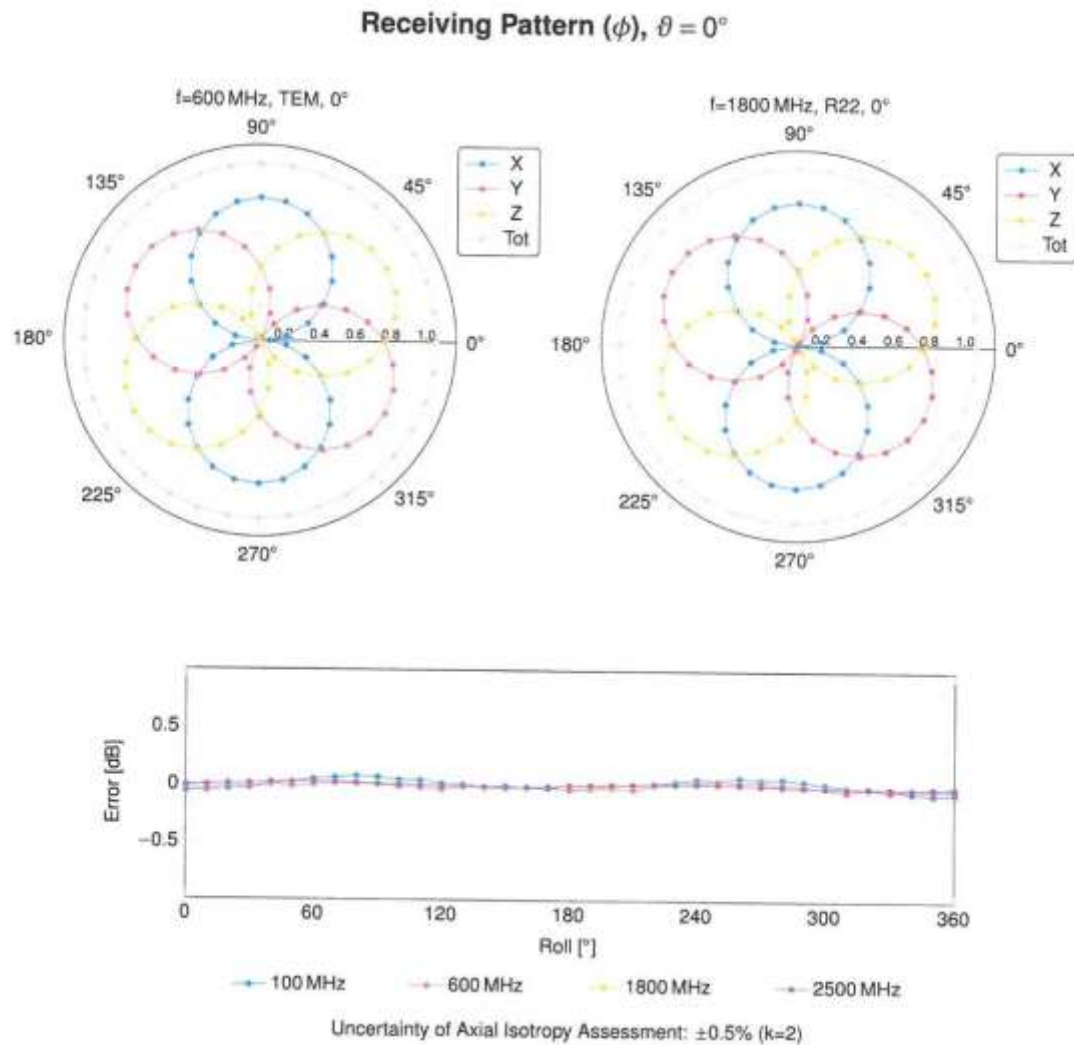 Receiving Pattern (ϕ), ϑ = 0°
f=600 MHz, TEM, 0°
90°
135°
45°
180°
0°
225°
315°
270°
0.2 0.4 0.6 0.8 1.0
X
Y
Z
Tot
f=1800 MHz, R22, 0°
90°
135°
45°
180°
0°
225°
315°
270°
0.2 0.4 0.6 0.8 1.0
X
Y
Z
Tot
Error [dB]
0.5
0
−0.5
0 60 120 180 240 300 360
Roll [°]
100 MHz 600 MHz 1800 MHz 2500 MHz
Uncertainty of Axial Isotropy Assessment: ±0.5% (k=2)